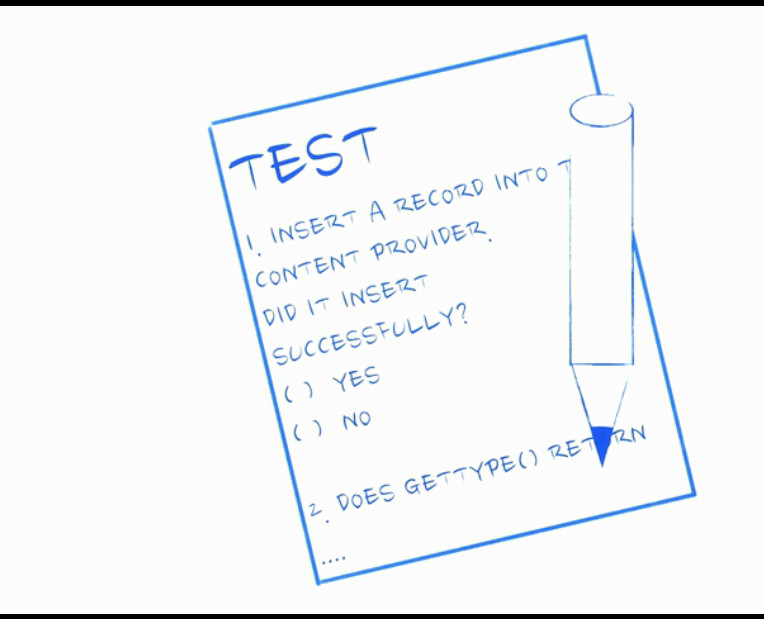 TEST
1. INSERT A RECORD INTO T
CONTENT PROVIDER.
DID IT INSERT
SUCCESSFULLY?
( ) YES
( ) NO
2. DOES GETTYPE() RETURN
....